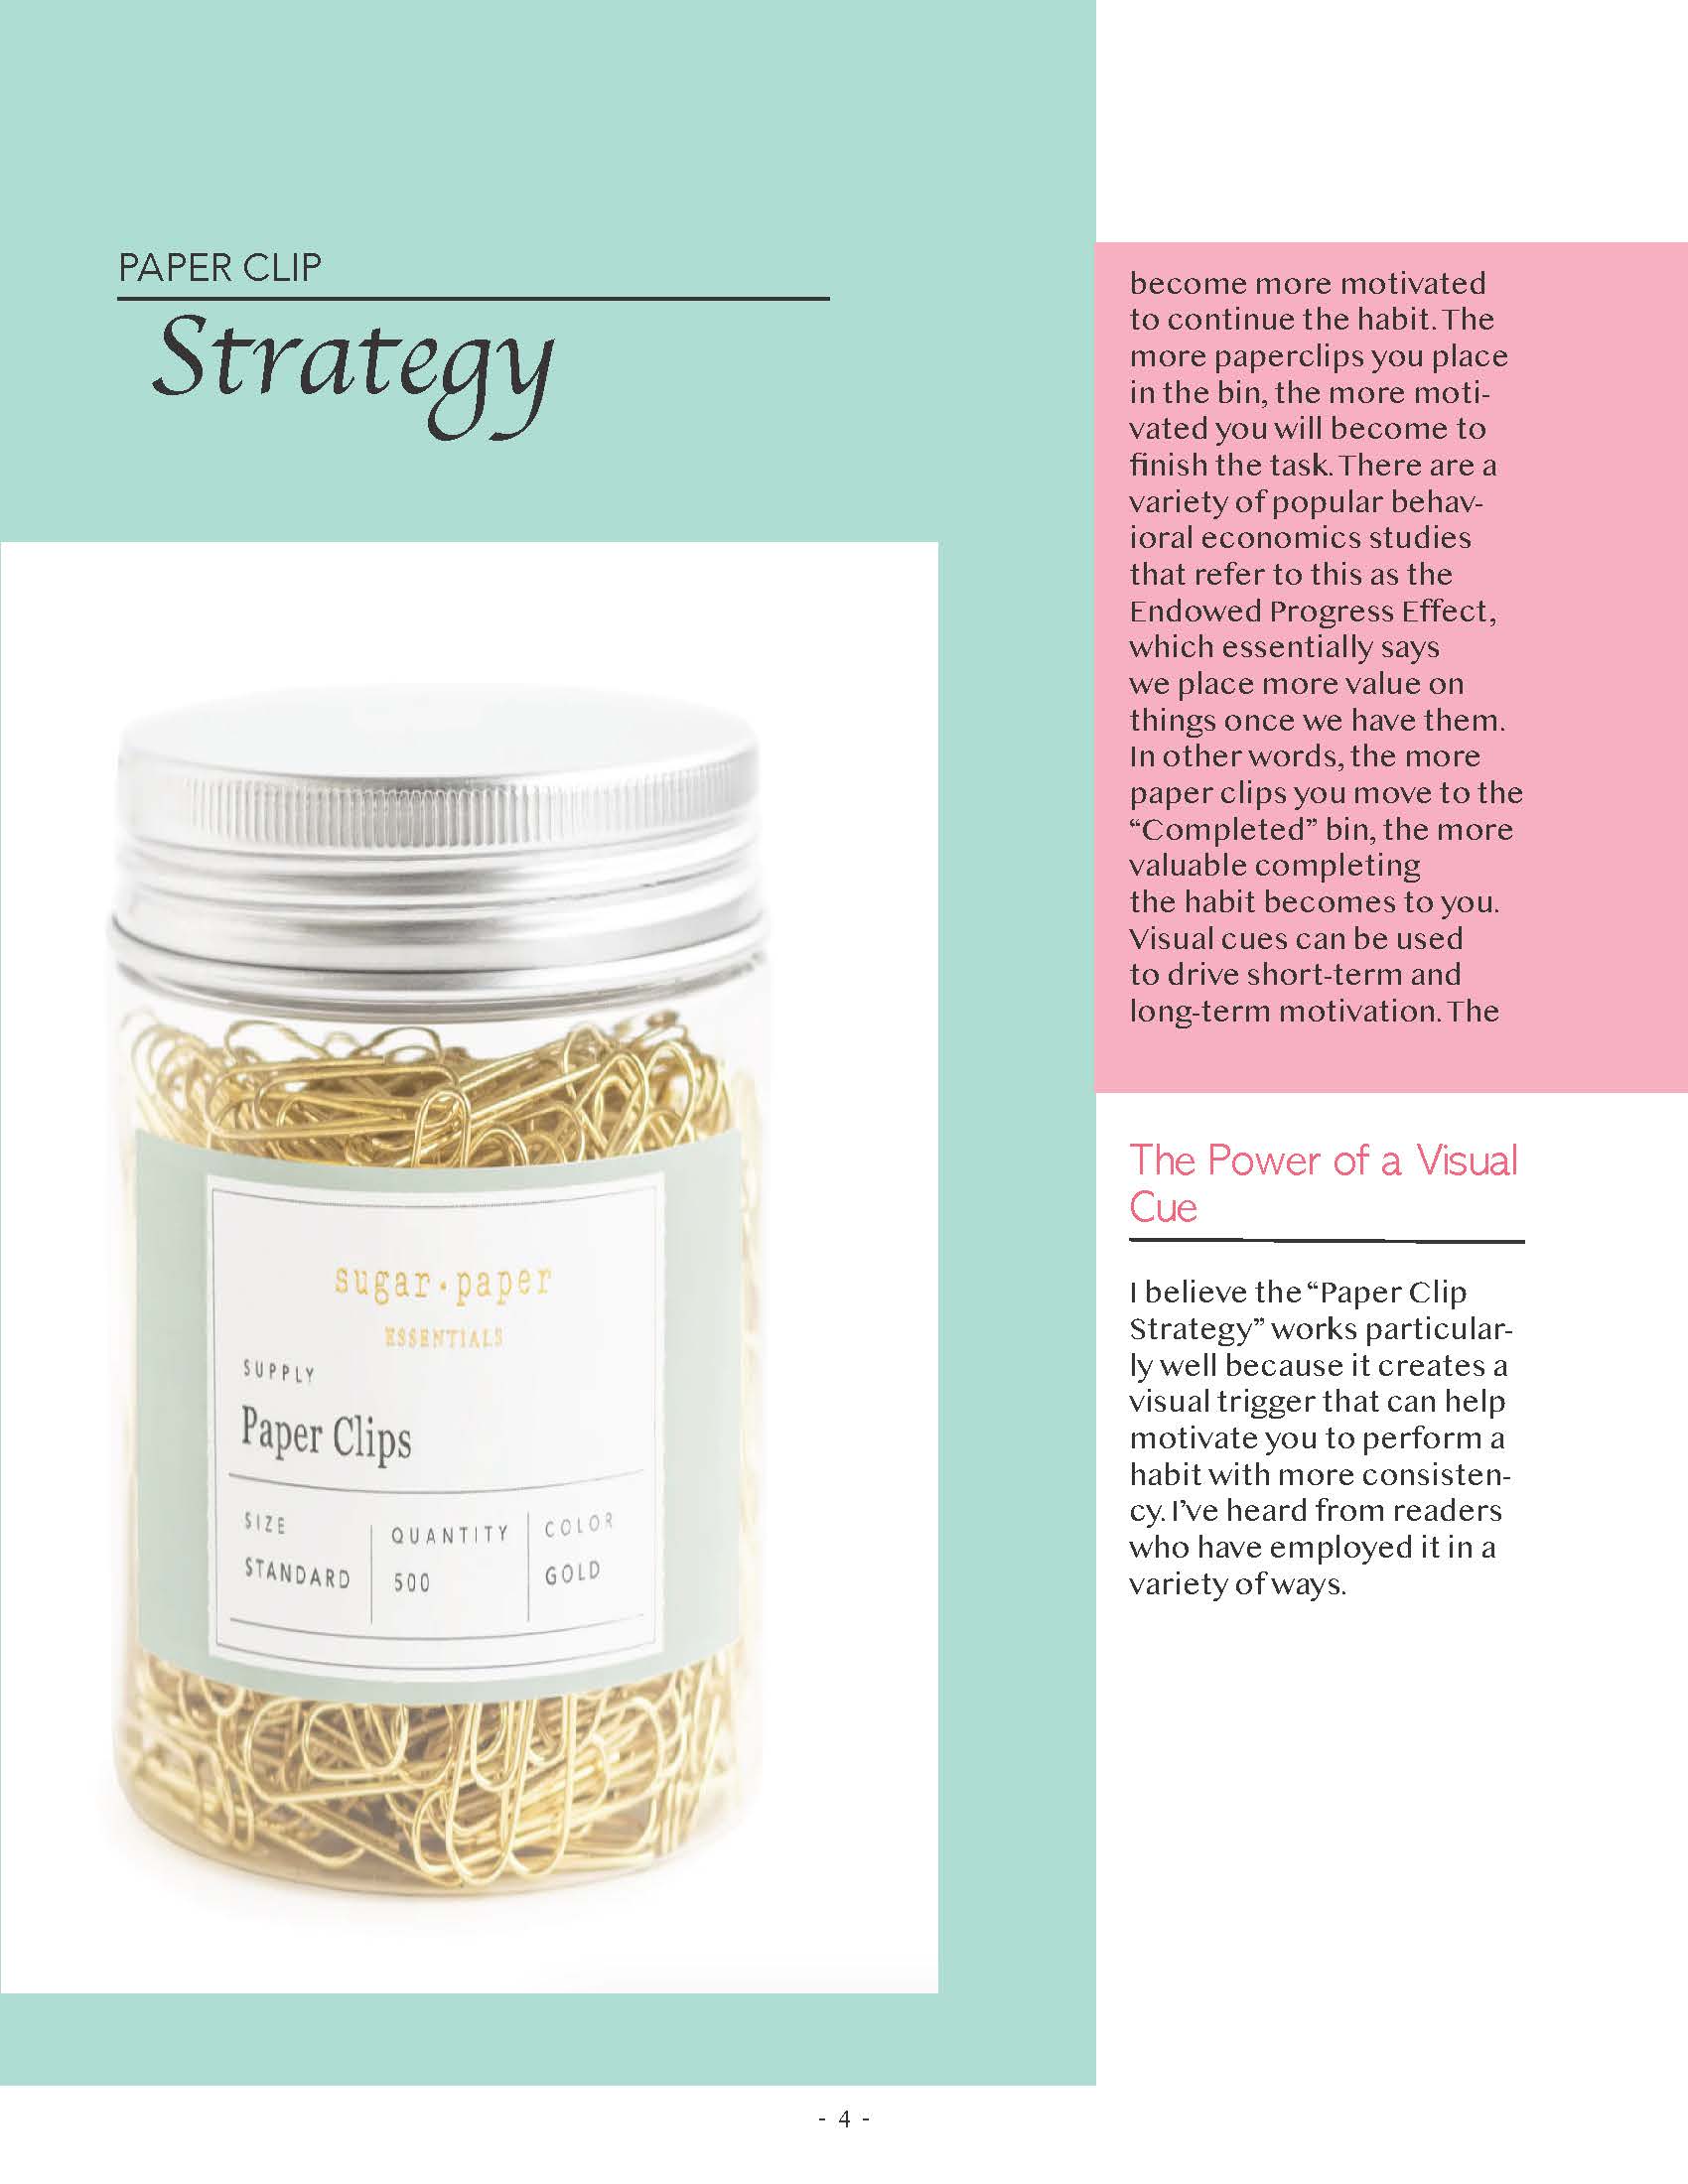 PAPER CLIP
Strategy
sugar·paper
ESSENTIALS
SUPPLY
Paper Clips
SIZE
STANDARD
QUANTITY
500
COLOR
GOLD
become more motivated
to continue the habit. The
more paperclips you place
in the bin, the more moti-
vated you will become to
finish the task. There are a
variety of popular behav-
ioral economics studies
that refer to this as the
Endowed Progress Effect,
which essentially says
we place more value on
things once we have them.
In other words, the more
paper clips you move to the
“Completed” bin, the more
valuable completing
the habit becomes to you.
Visual cues can be used
to drive short-term and
long-term motivation. The
The Power of a Visual
Cue
I believe the “Paper Clip
Strategy” works particular-
ly well because it creates a
visual trigger that can help
motivate you to perform a
habit with more consisten-
cy. I’ve heard from readers
who have employed it in a
variety of ways.
- 4 -